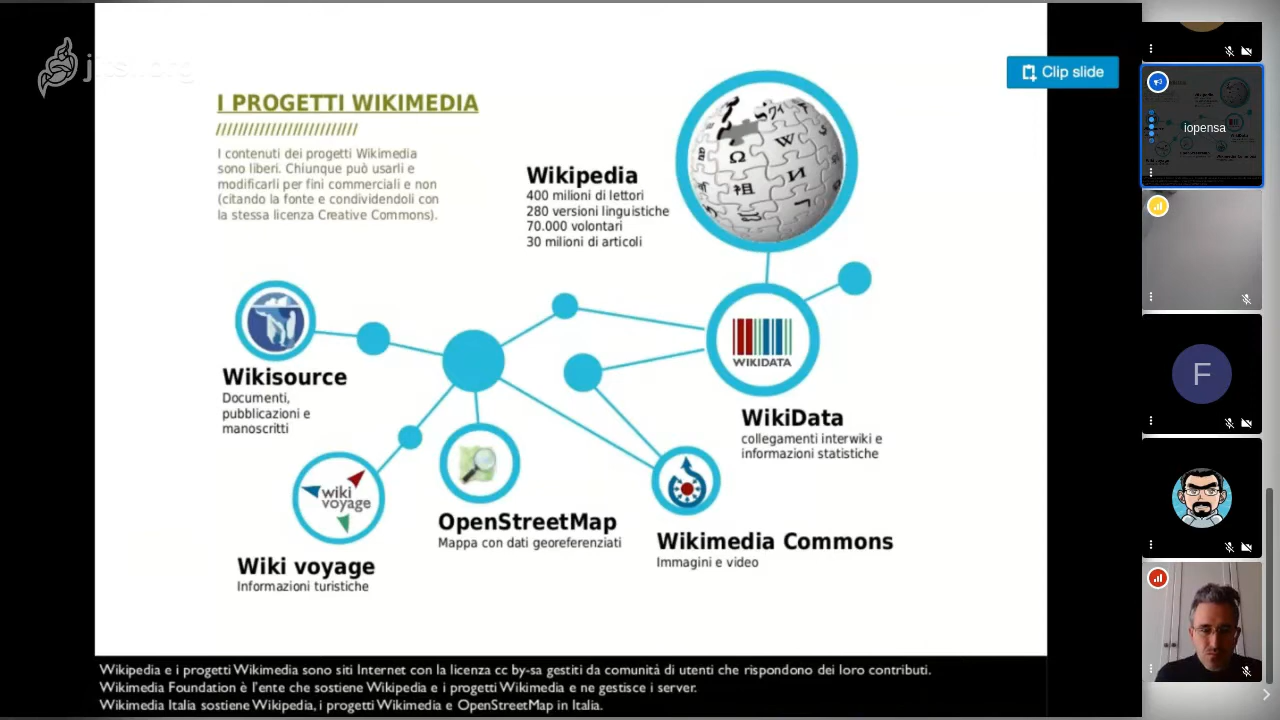 jitsi.org
Clip slide
I PROGETTI WIKIMEDIA
//////////////////////////
I contenuti dei progetti Wikimedia
sono liberi. Chiunque può usarli e
modificarli per fini commerciali e non
(citando la fonte e condividendoli con
la stessa licenza Creative Commons).
Wikipedia
400 milioni di lettori
280 versioni linguistiche
70.000 volontari
30 milioni di articoli
Ω
W
И
祖
WIKIDATA
Wikisource
Documenti,
pubblicazioni e
manoscritti
WikiData
collegamenti interwiki e
informazioni statistiche
wiki
voyage
OpenStreetMap
Mappa con dati georeferenziati
Wikimedia Commons
Immagini e video
Wiki voyage
Informazioni turistiche
Wikipedia e i progetti Wikimedia sono siti Internet con la licenza cc by-sa gestiti da comunità di utenti che rispondono dei loro contributi.
Wikimedia Foundation è l'ente che sostiene Wikipedia e i progetti Wikimedia e ne gestisce i server.
Wikimedia Italia sostiene Wikipedia, i progetti Wikimedia e OpenStreetMap in Italia.
iopensa
F